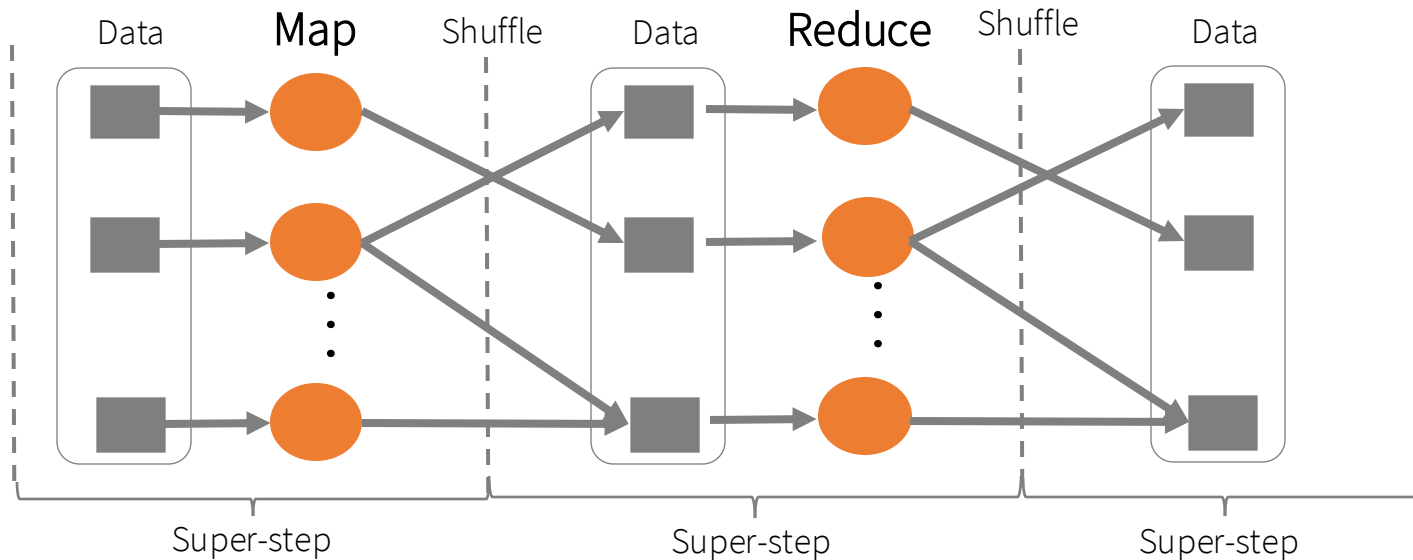 Data
Map
Shuffle
Data
Reduce
Shuffle
Data
Super-step
Super-step
Super-step